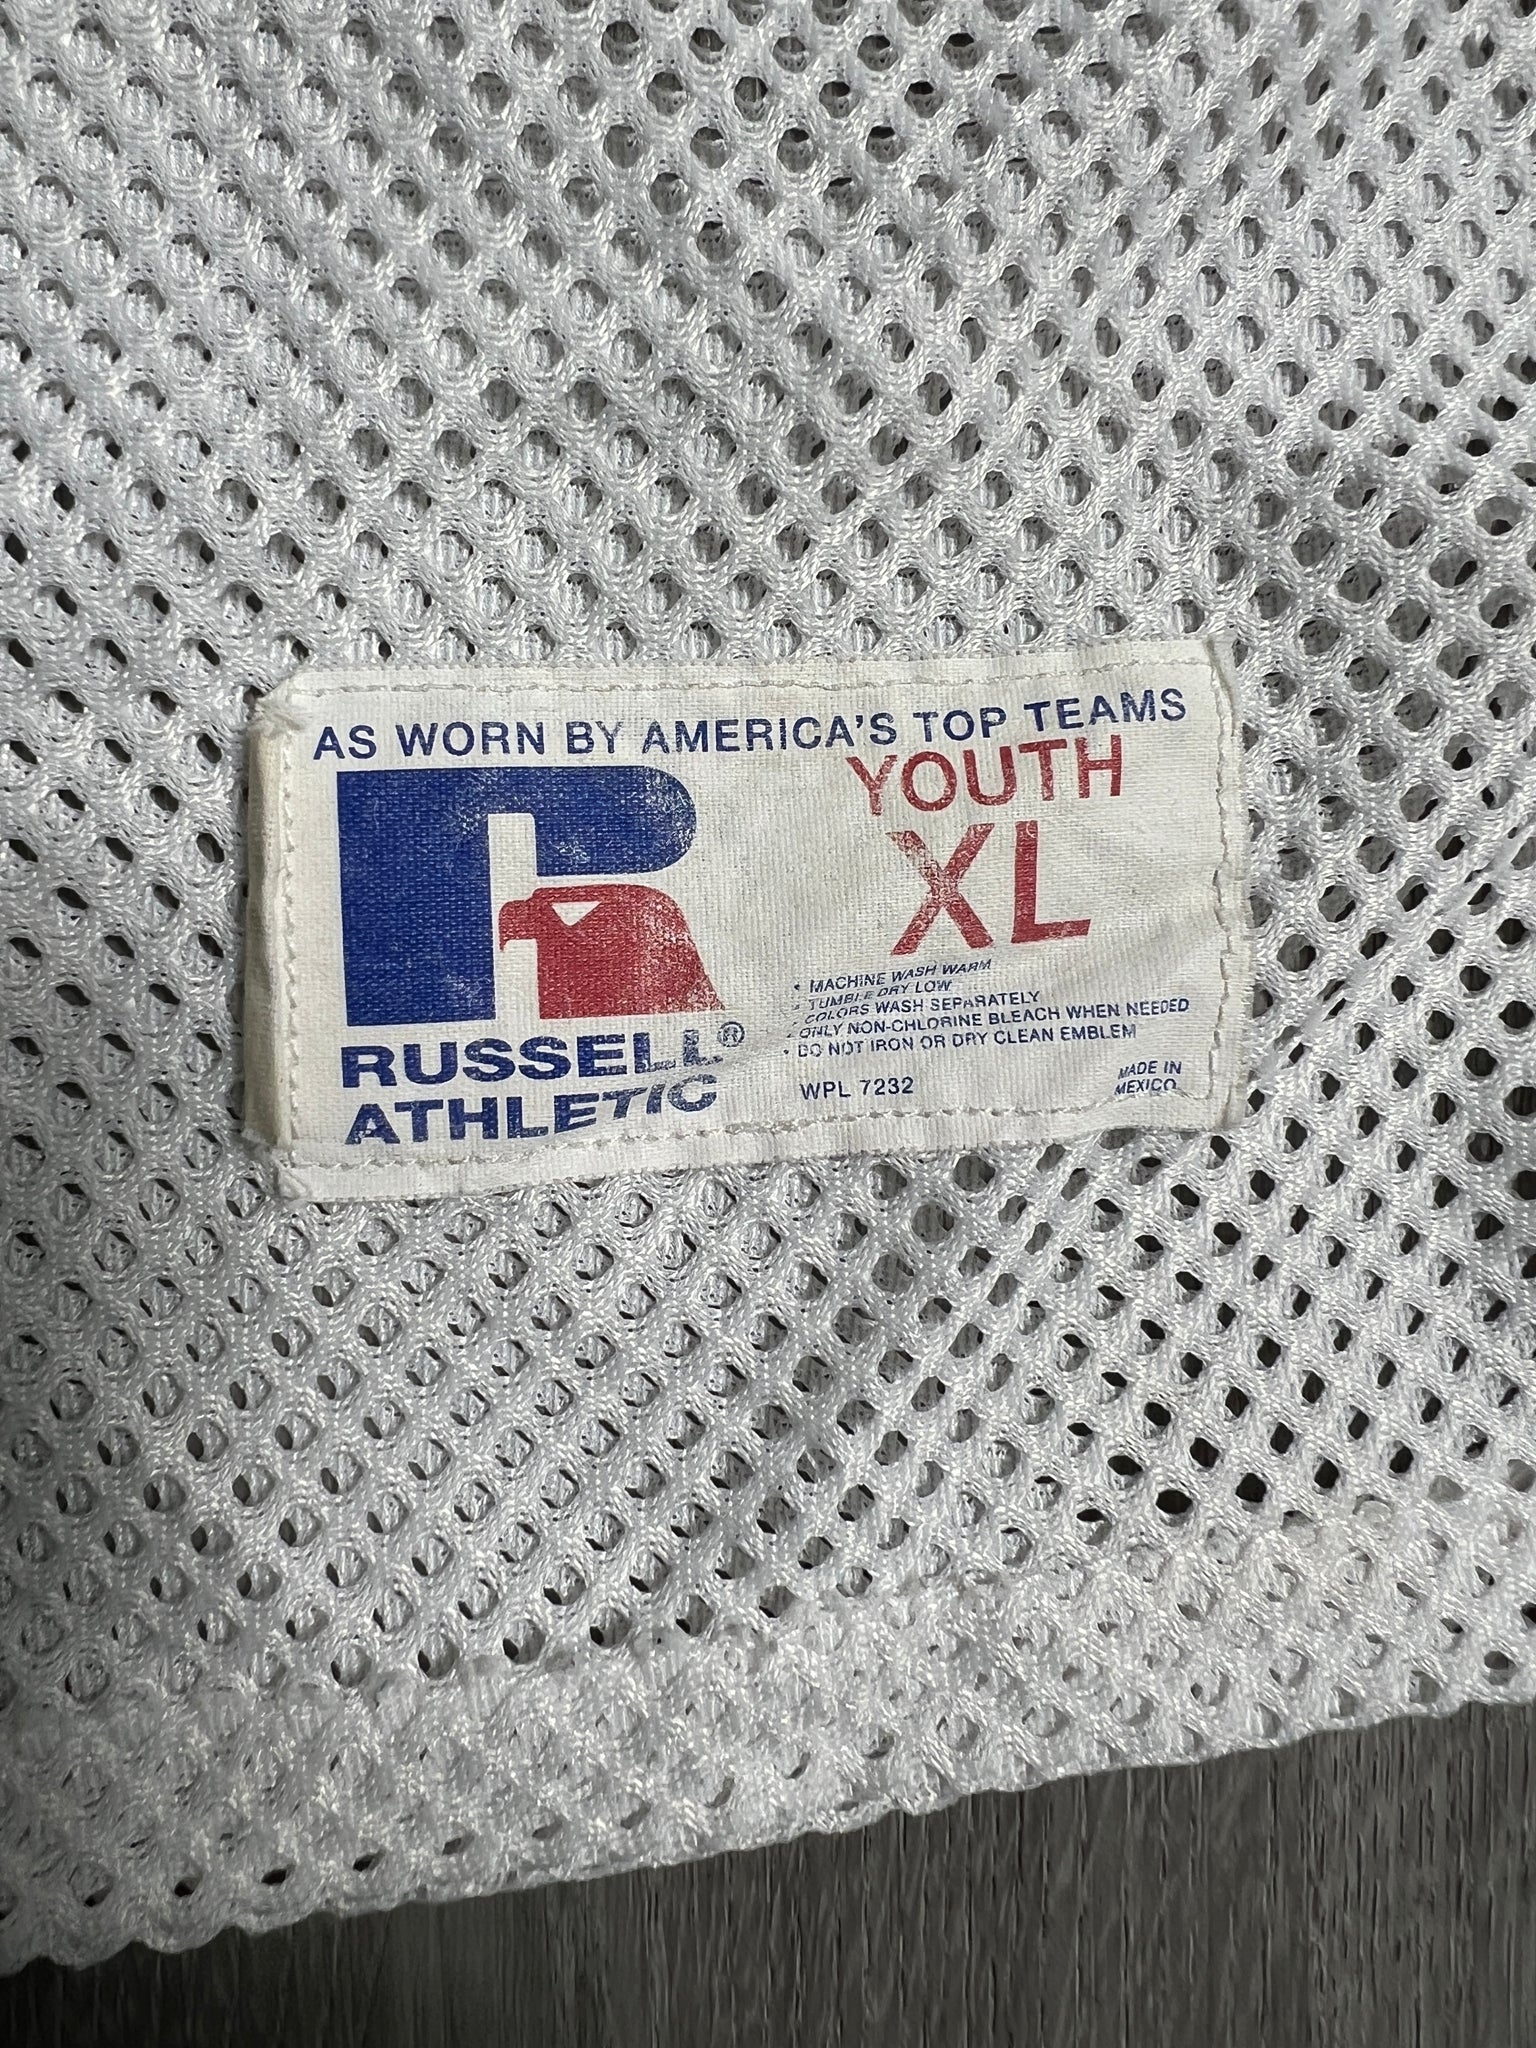 AS WORN BY AMERICA'S TOP TEAMS
YOUTH
XL
R
RUSSELL®
ATHLETIC
• MACHINE WASH WARM
• TUMBLE DRY LOW
• COLORS WASH SEPARATELY
• ONLY NON-CHLORINE BLEACH WHEN NEEDED
• DO NOT IRON OR DRY CLEAN EMBLEM
WPL 7232
MADE IN
MEXICO